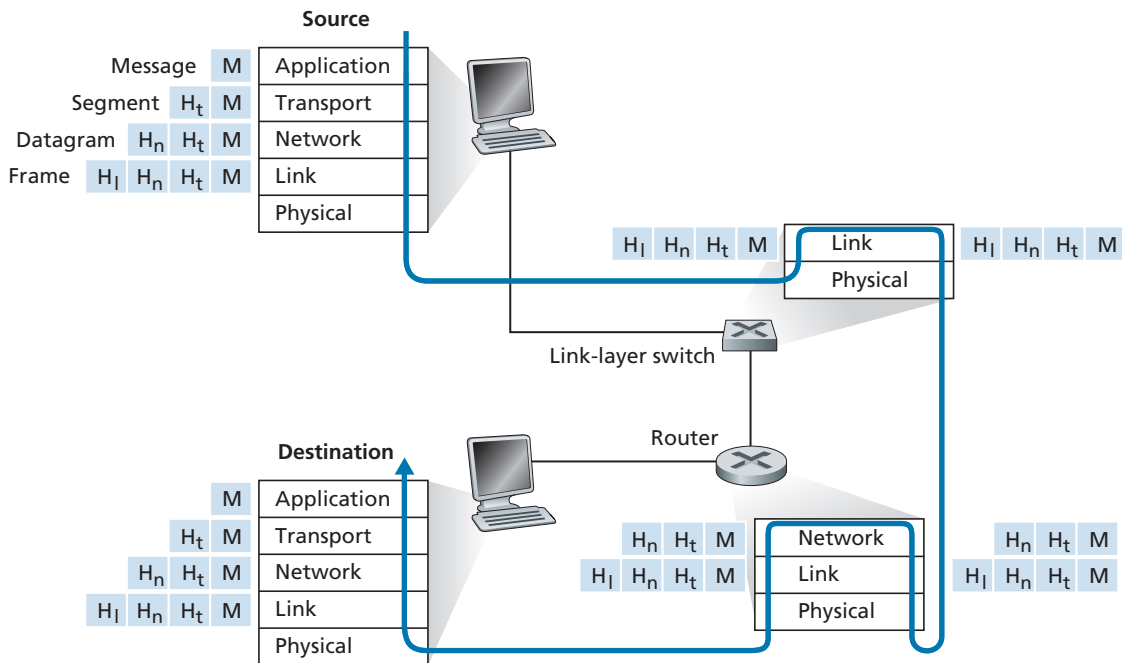 Source
Message M Application
Segment Ht M Transport
Datagram Hn Ht M Network
Frame Hl Hn Ht M Link
Physical
Hl Hn Ht M Link Hl Hn Ht M
Physical
Link-layer switch
Router
Destination
M Application
Ht M Transport
Hn Ht M Network
Hl Hn Ht M Link
Physical
Hn Ht M Network Hn Ht M
Hl Hn Ht M Link Hl Hn Ht M
Physical